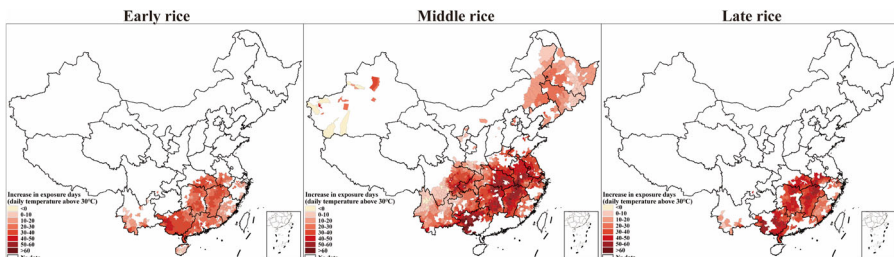 Early rice
Middle rice
Late rice
Increase in exposure days
(daily temperature above 30°C)
<0
0-10
10-20
20-30
30-40
40-50
50-60
>60
Increase in exposure days
(daily temperature above 30°C)
<0
0-10
10-20
20-30
30-40
40-50
50-60
>60
Increase in exposure days
(daily temperature above 30°C)
<0
0-10
10-20
20-30
30-40
40-50
50-60
>60